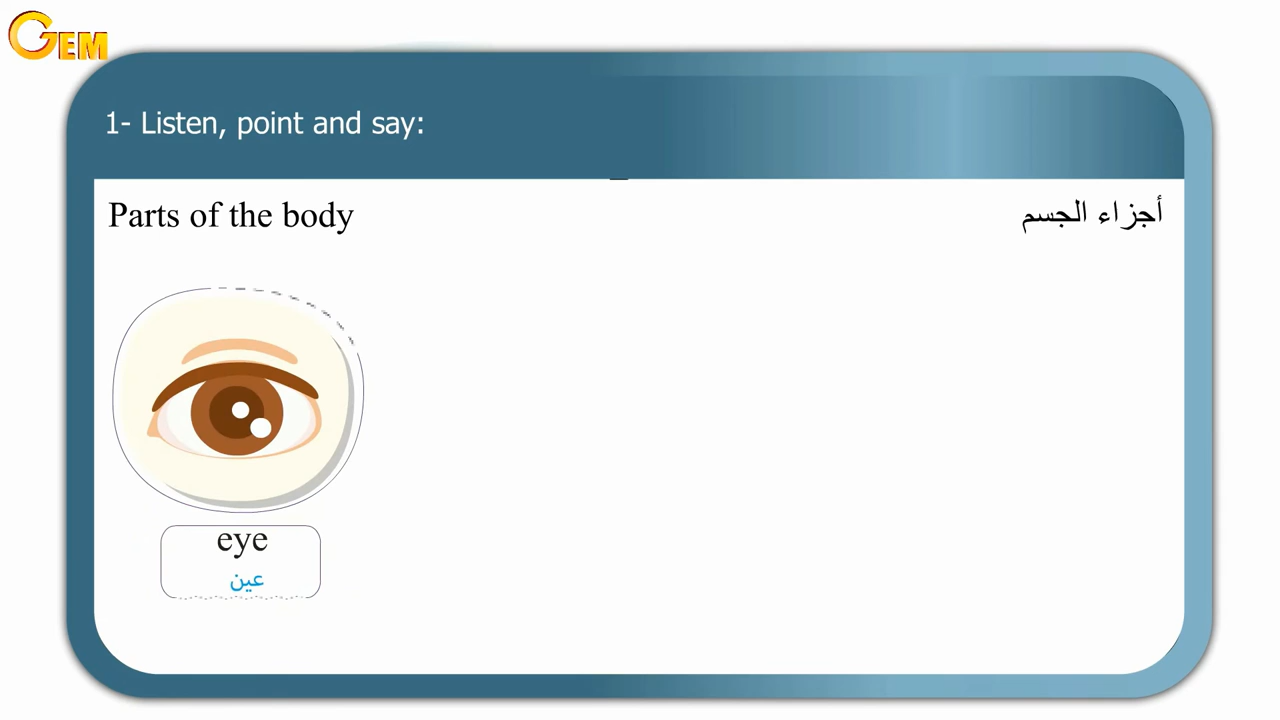 GEM
1- Listen, point and say:
Parts of the body
أجزاء الجسم
eye
عين